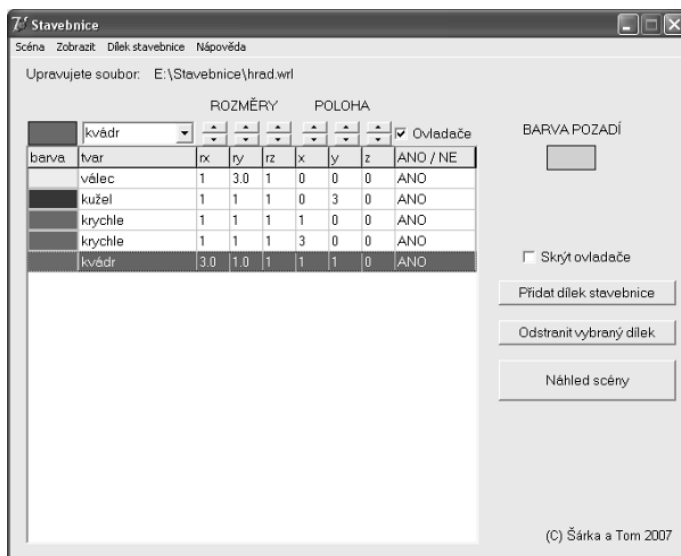 Stavebnice
Scéna Zobrazit Dílek stavebnice Nápověda
Upravujete soubor: E:\Stavebnice\hrad.wrl
ROZMĚRY POLOHA
kvádr Ovladače
BARVA POZADÍ
barva tvar rx ry rz x y z ANO / NE
válec 1 3.0 1 0 0 0 ANO
kužel 1 1 1 0 3 0 ANO
krychle 1 1 1 1 0 0 ANO
krychle 1 1 1 3 0 0 ANO
kvádr 3.0 1.0 1 1 1 0 ANO
Skrýt ovladače
Přidat dílek stavebnice
Odstranit vybraný dílek
Náhled scény
(C) Šárka a Tom 2007